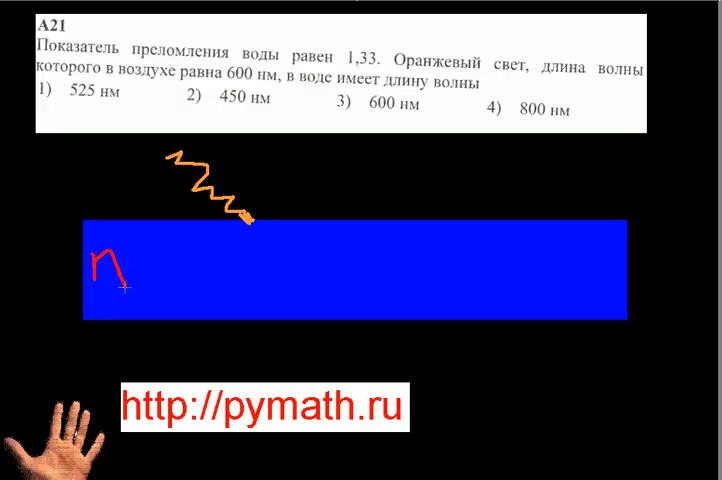 А21
Показатель преломления воды равен 1,33. Оранжевый свет, длина волны
которого в воздухе равна 600 нм, в воде имеет длину волны
1) 525 нм 2) 450 нм 3) 600 нм 4) 800 нм
n
http://pymath.ru